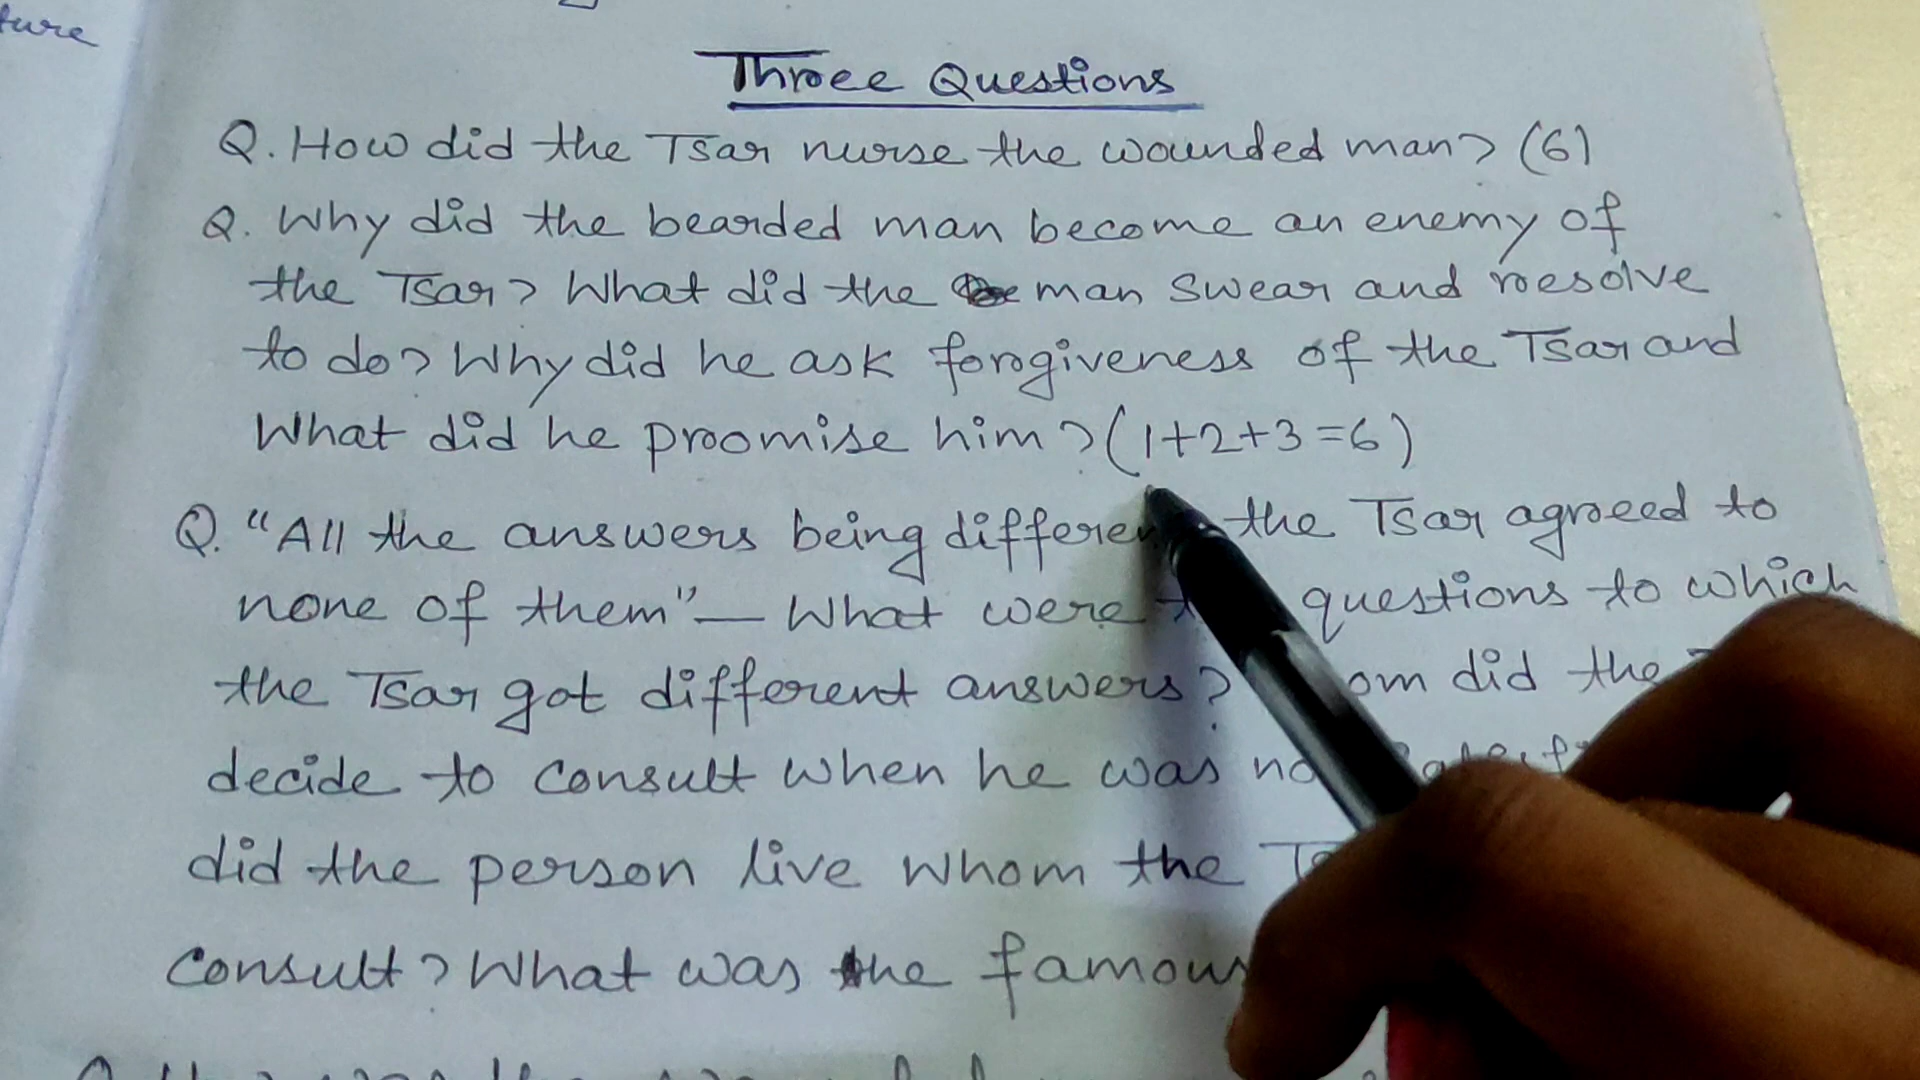 ture
Three Questions
Q. How did the Tsar nurse the wounded man? (6)
Q. Why did the bearded man become an enemy of
the Tsar? What did the man swear and resolve
to do? Why did he ask forgiveness of the Tsar and
What did he promise him? (1+2+3=6)
Q. "All the answers being differen the Tsar agreed to
none of them" — What were questions to which
the Tsar got different answers? om did the
decide to consult when he was no
did the person live whom the Ts
consult? What was the famous